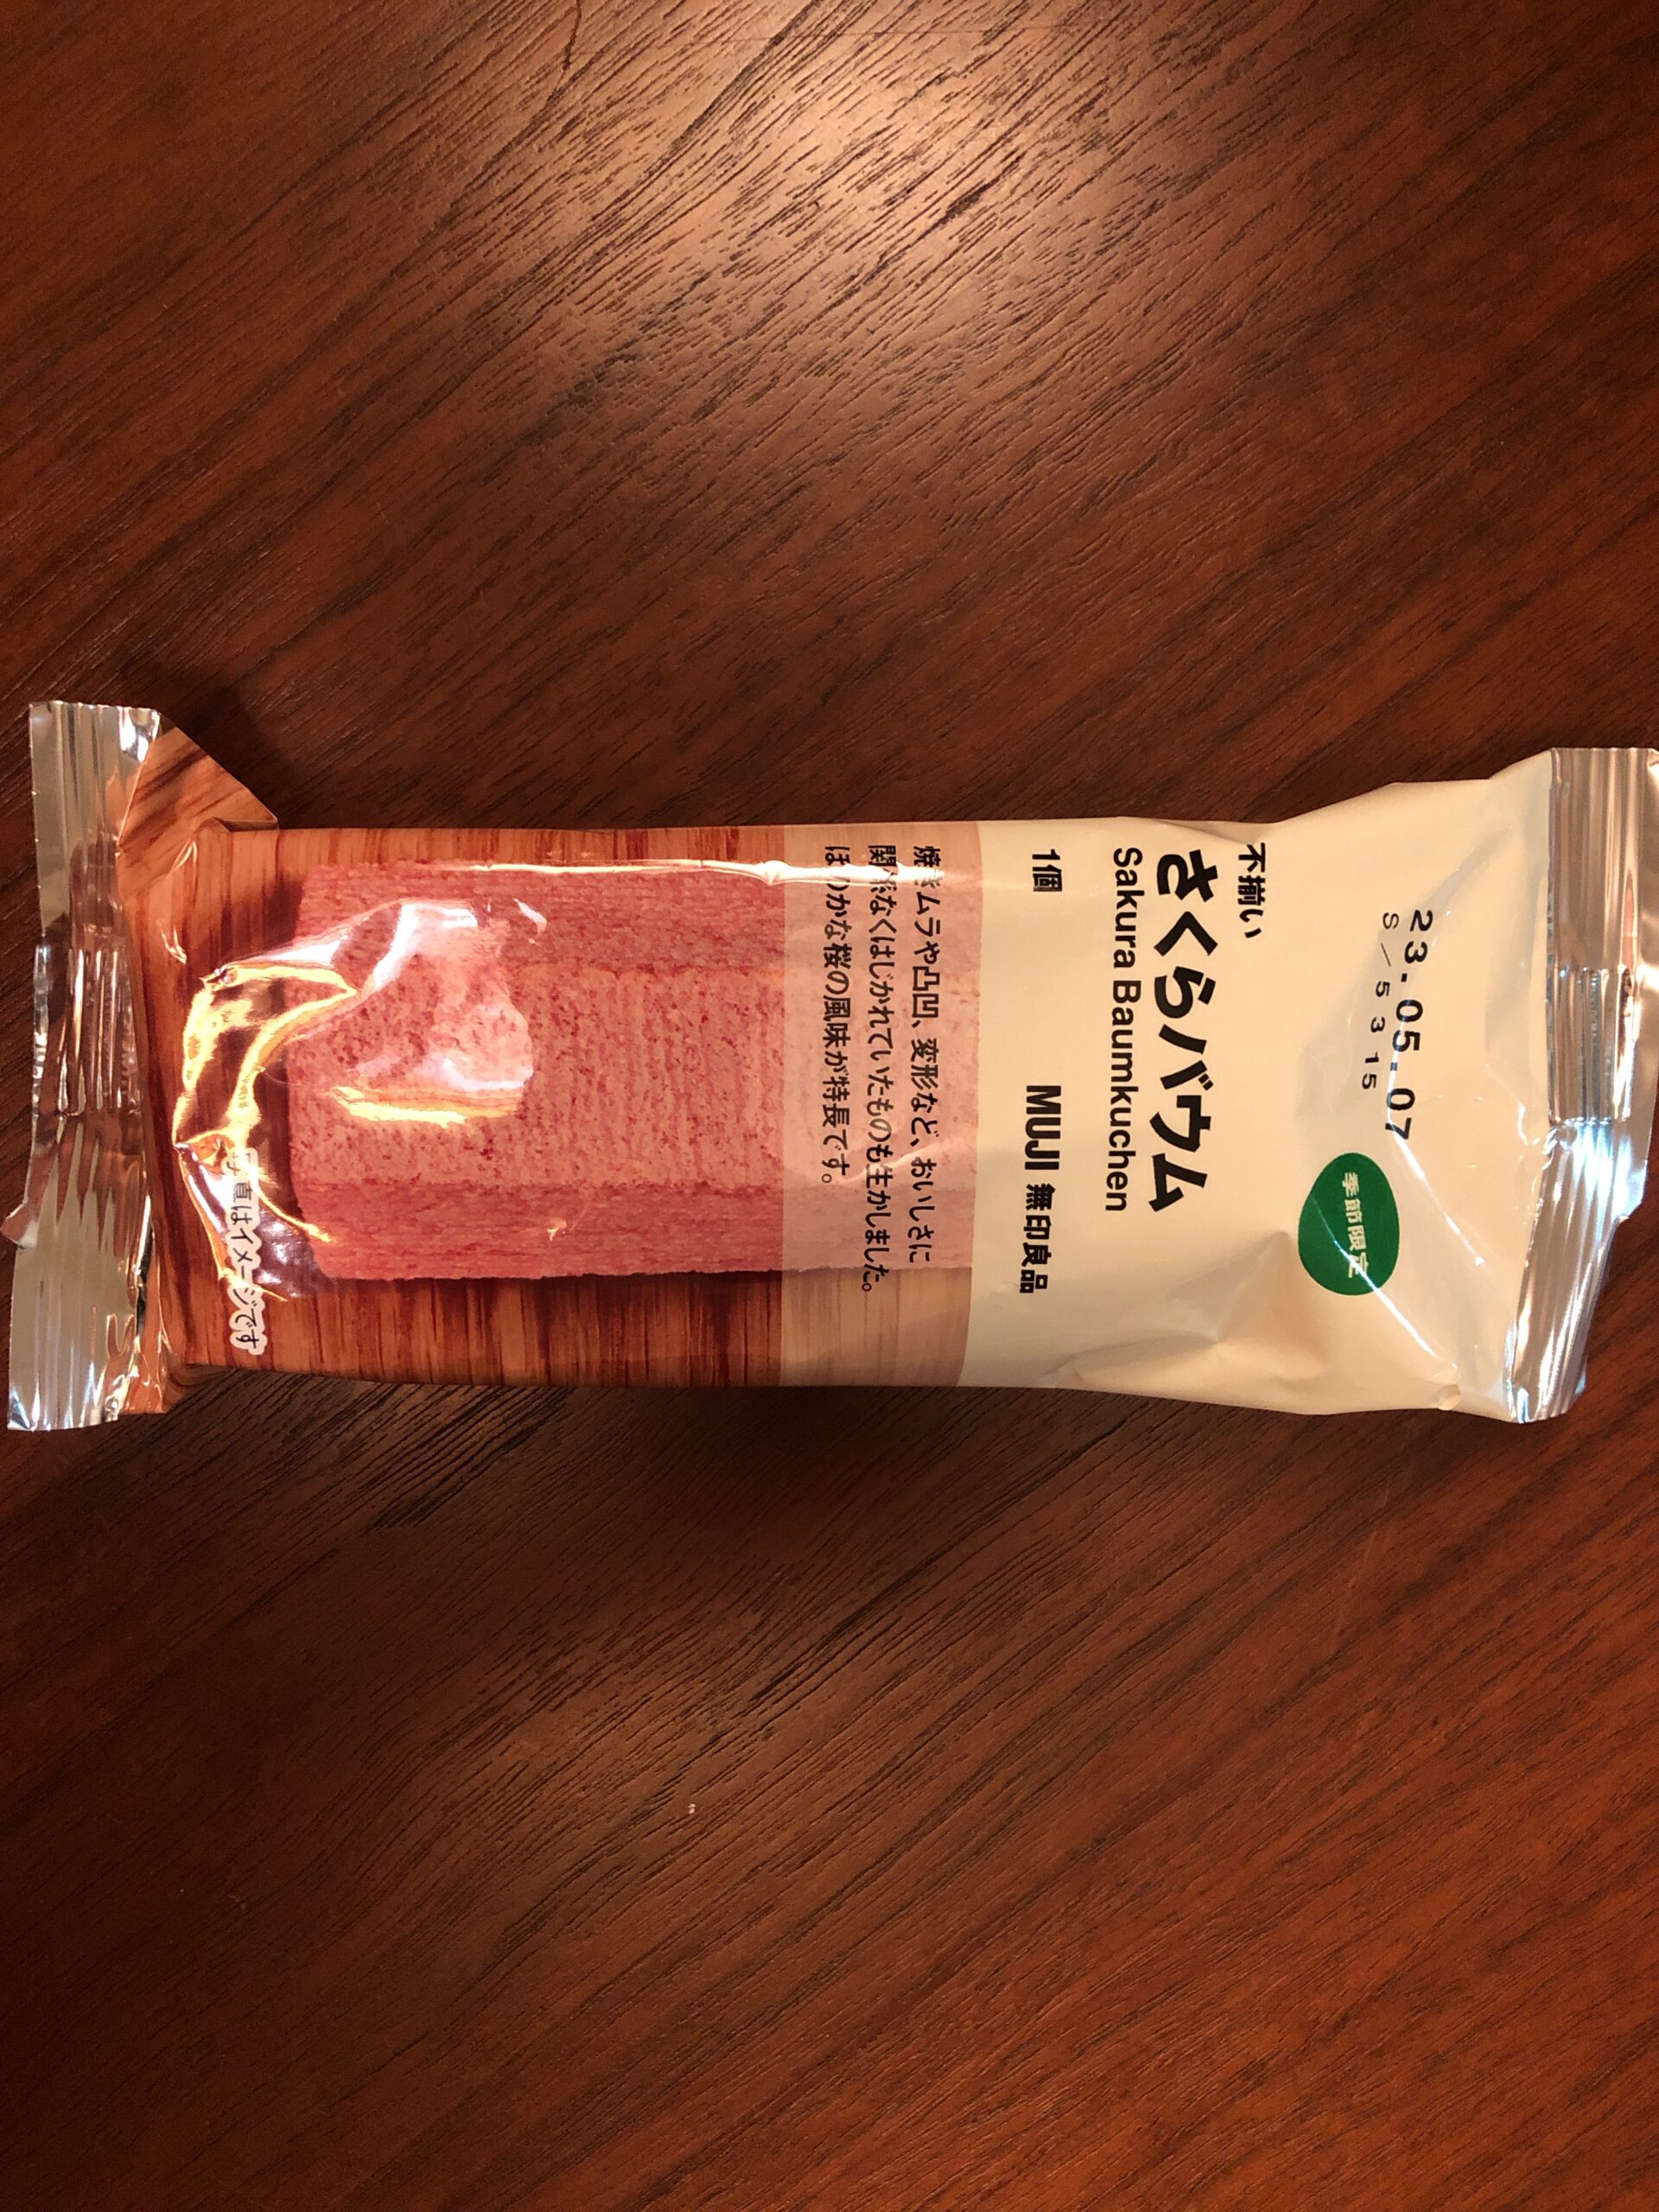 23.05.07
S／5315
季節限定
不揃い
さくらバウム
Sakura Baumkuchen
1個
MUJI 無印良品
焼きムラや凸凹、変形など、おいしさに
関係なくはじかれていたものも生かしました。
ほのかな桜の風味が特長です。
写真はイメージです